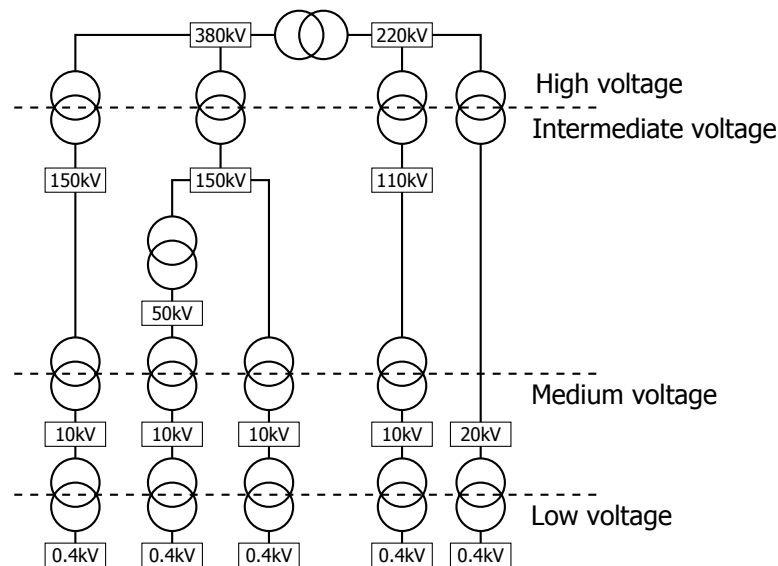 380kV 220kV
High voltage
Intermediate voltage
150kV 150kV 110kV
50kV
Medium voltage
10kV 10kV 10kV 10kV 20kV
Low voltage
0.4kV 0.4kV 0.4kV 0.4kV 0.4kV